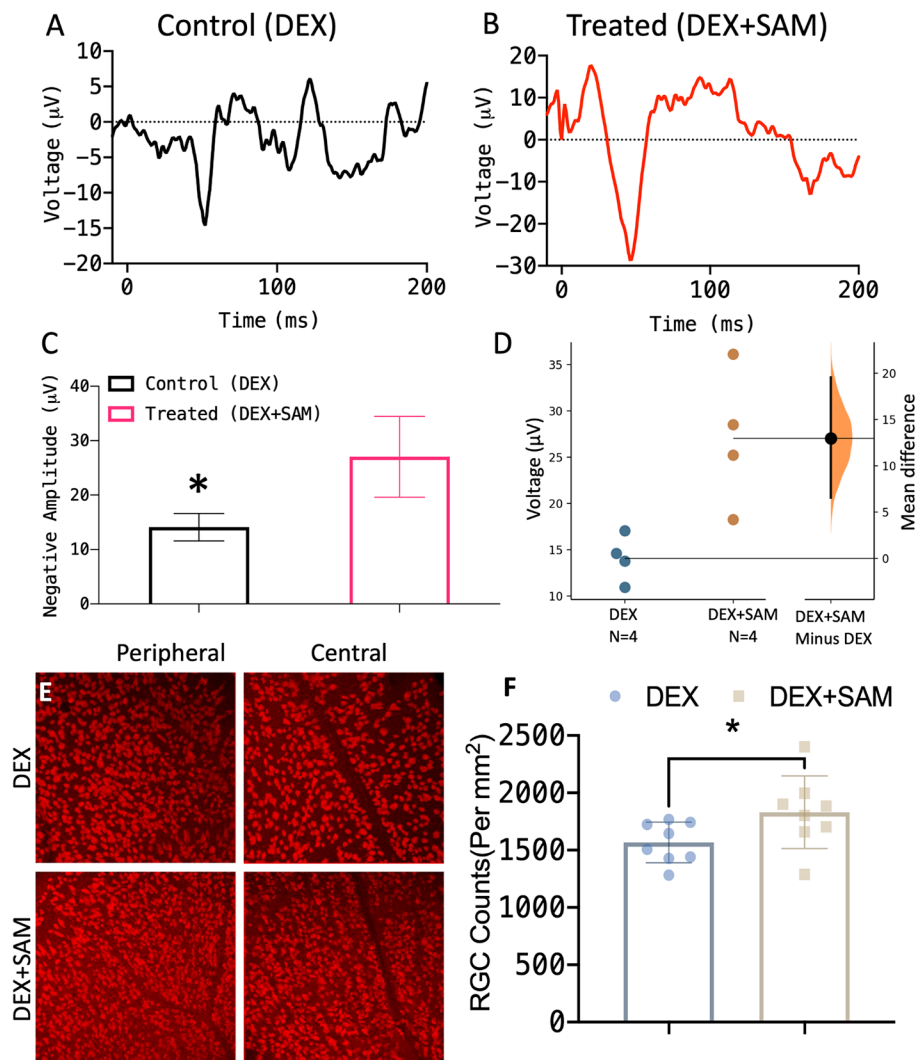 A Control (DEX)
10
5
0
−5
−10
−15
−20
Voltage (μV)
0 100 200
Time (ms)
B Treated (DEX+SAM)
20
10
0
−10
−20
−30
Voltage (μV)
0 100 200
Time (ms)
C
Control (DEX)
Treated (DEX+SAM)
40
30
20
10
0
Negative Amplitude (μV)
*
D
35
30
25
20
15
10
Voltage (μV)
20
15
10
5
0
Mean difference
DEX DEX+SAM DEX+SAM
N=4 N=4 Minus DEX
Peripheral Central
E
DEX
DEX+SAM
F
DEX DEX+SAM
*
2500
2000
1500
1000
500
0
RGC Counts(Per mm²)